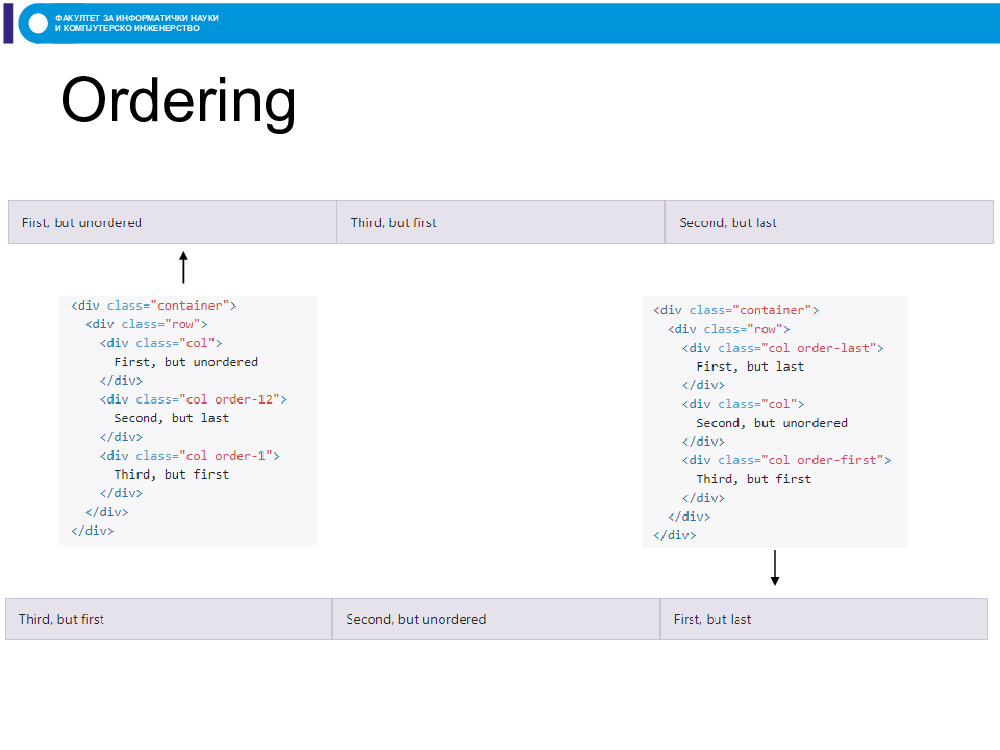 ФАКУЛТЕТ ЗА ИНФОРМАТИЧКИ НАУКИ
И КОМПЈУТЕРСКО ИНЖЕНЕРСТВО
Ordering
First, but unordered
Third, but first
Second, but last
<div class="container">
<div class="row">
<div class="col">
First, but unordered
</div>
<div class="col order-12">
Second, but last
</div>
<div class="col order-1">
Third, but first
</div>
</div>
</div>
<div class="container">
<div class="row">
<div class="col order-last">
First, but last
</div>
<div class="col">
Second, but unordered
</div>
<div class="col order-first">
Third, but first
</div>
</div>
</div>
Third, but first
Second, but unordered
First, but last